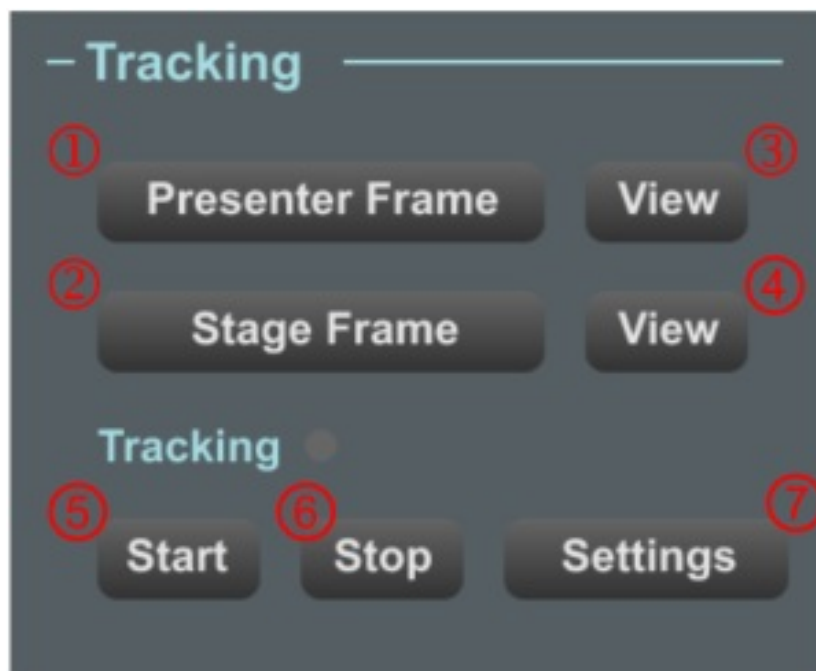 Tracking
① Presenter Frame ③ View
② Stage Frame ④ View
Tracking
⑤ Start ⑥ Stop ⑦ Settings